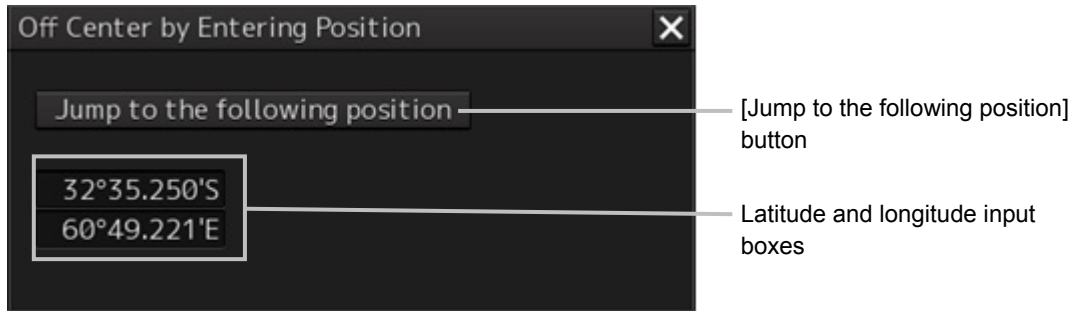 Off Center by Entering Position
Jump to the following position
[Jump to the following position]
button
32°35.250'S
60°49.221'E
Latitude and longitude input
boxes